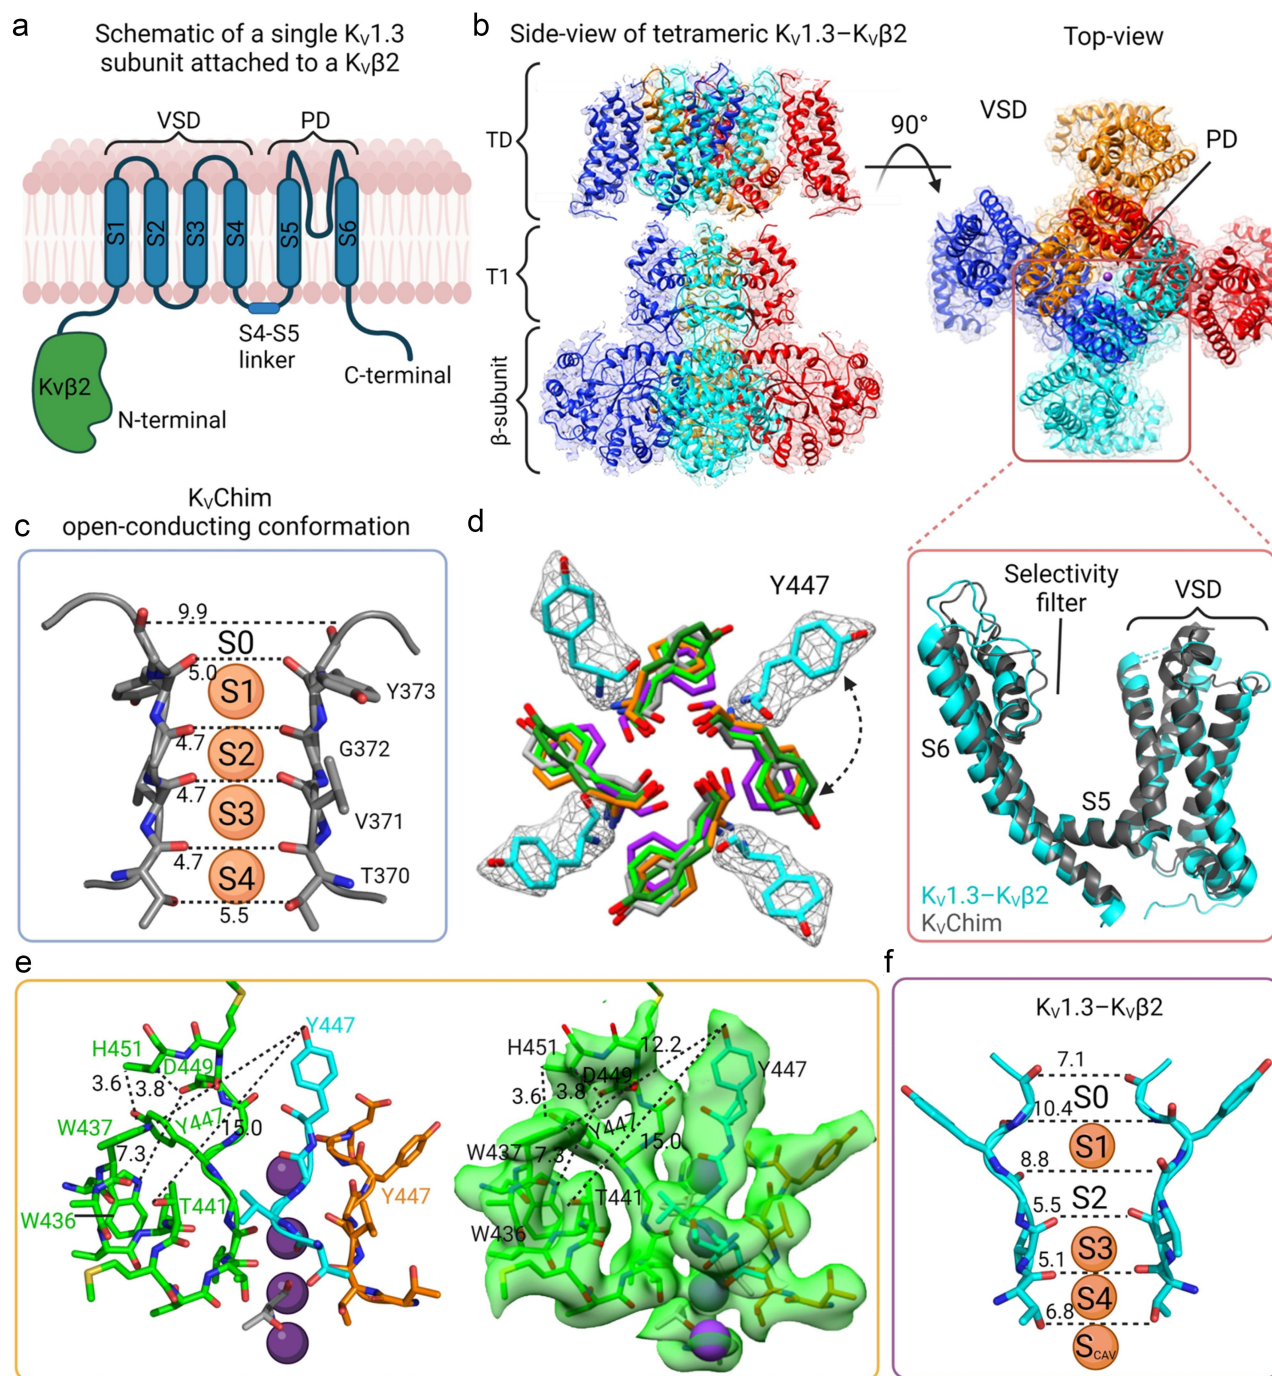 a
Schematic of a single KV1.3
subunit attached to a KVβ2
VSD
PD
S1
S2
S3
S4
S5
S6
S4-S5
linker
Kvβ2
N-terminal
C-terminal
b
Side-view of tetrameric KV1.3–KVβ2
Top-view
TD
T1
β-subunit
90°
VSD
PD
c
KVChim
open-conducting conformation
9.9
S0
5.0
S1
Y373
4.7
S2
G372
4.7
S3
V371
4.7
S4
T370
5.5
d
Y447
Selectivity
filter
VSD
S6
S5
KV1.3–KVβ2
KVChim
e
Y447
H451
D449
3.6
3.8
W437
Y447
15.0
7.3
T441
W436
Y447
H451
12.2
D449
Y447
3.6
3.8
Y447
W437
7.3
15.0
T441
W436
f
KV1.3–KVβ2
7.1
S0
10.4
S1
8.8
S2
5.5
S3
5.1
S4
6.8
SCAV